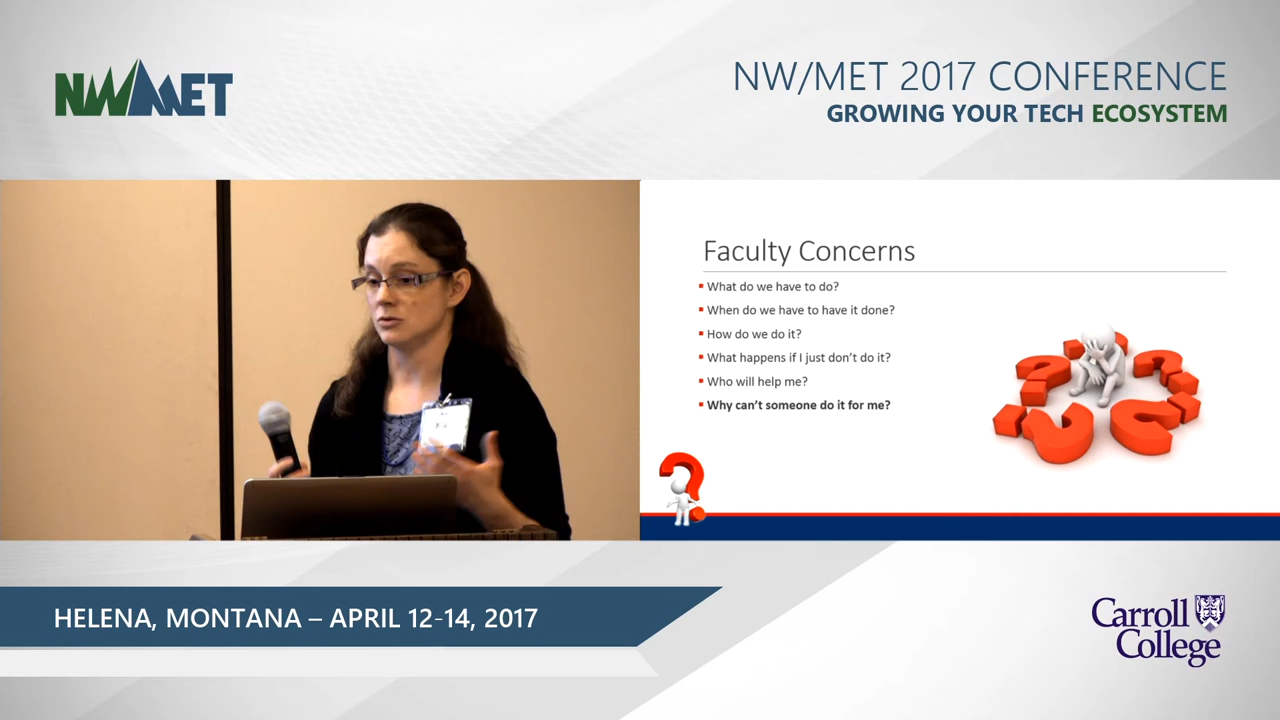 NW/MET
NW/MET 2017 CONFERENCE
GROWING YOUR TECH ECOSYSTEM
Faculty Concerns
What do we have to do?
When do we have to have it done?
How do we do it?
What happens if I just don't do it?
Who will help me?
Why can't someone do it for me?
HELENA, MONTANA – APRIL 12-14, 2017
Carroll
College